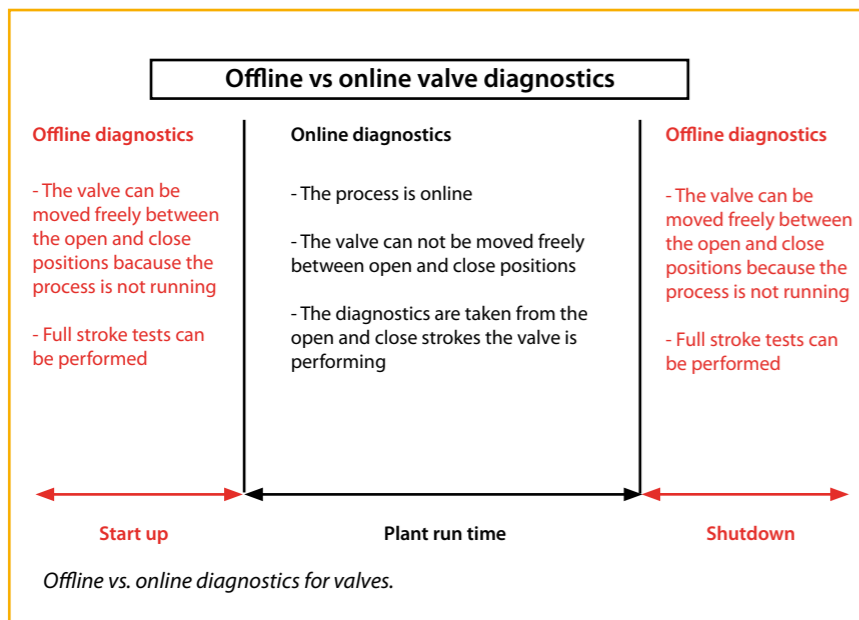 Offline vs online valve diagnostics
Offline diagnostics
- The valve can be
moved freely between
the open and close
positions bacause the
process is not running
- Full stroke tests can
be performed
Online diagnostics
- The process is online
- The valve can not be moved freely
between open and close positions
- The diagnostics are taken from the
open and close strokes the valve is
performing
Offline diagnostics
- The valve can be
moved freely between
the open and close
positions because the
process is not running
- Full stroke tests can
be performed
Start up
Plant run time
Shutdown
Offline vs. online diagnostics for valves.